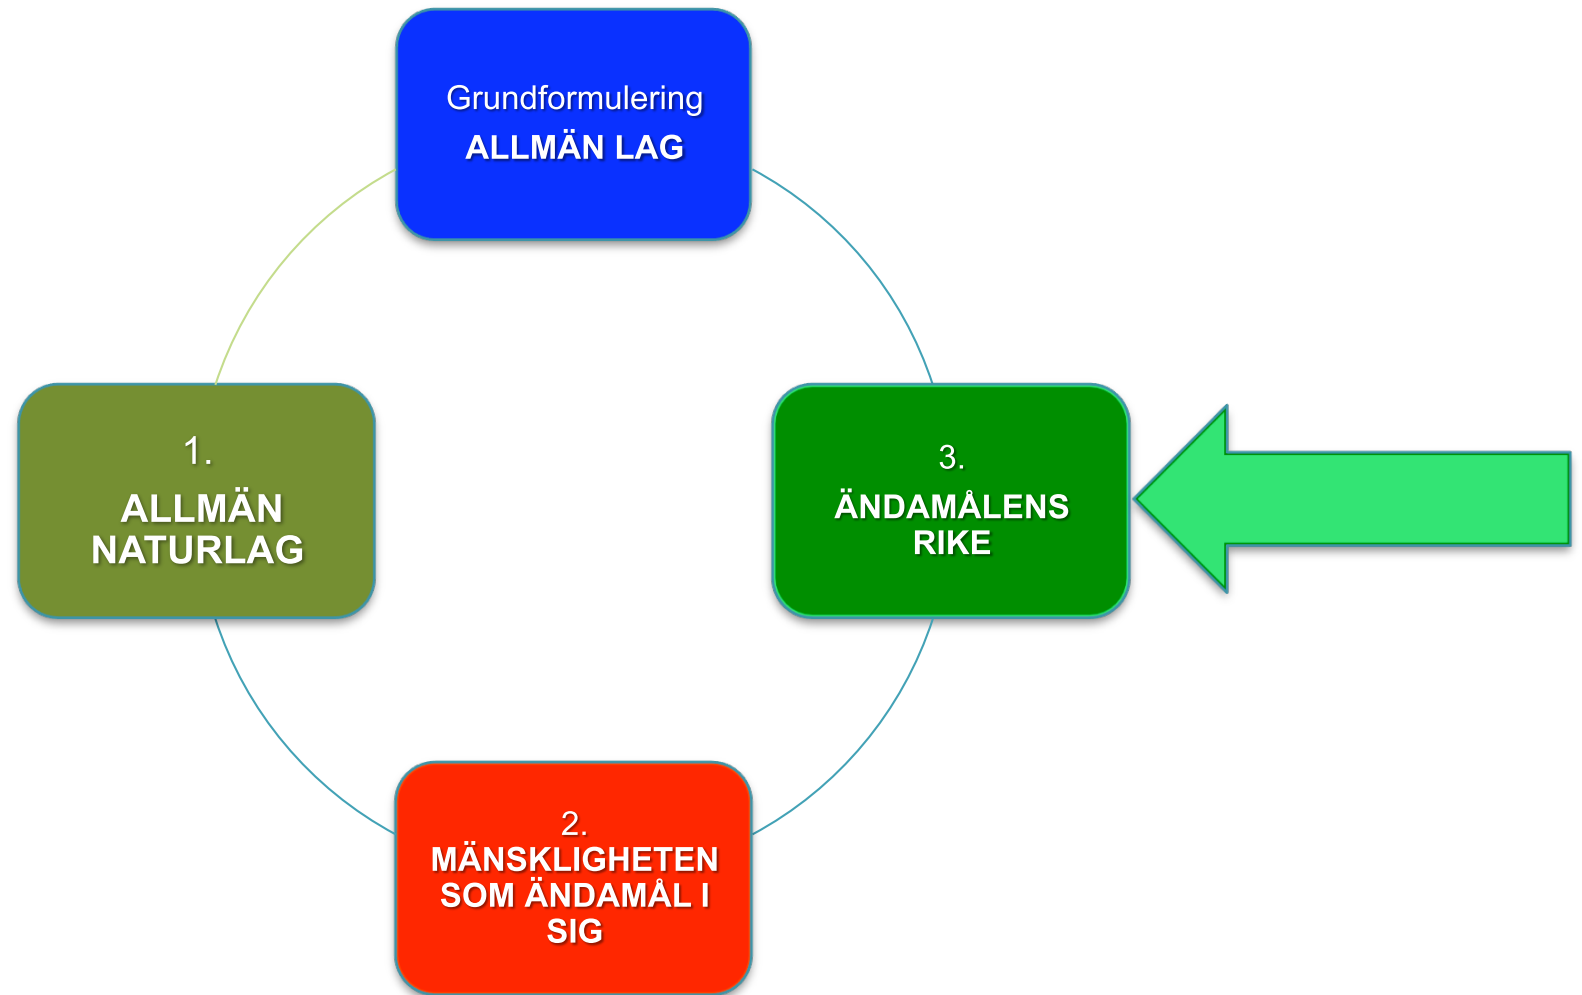 Grundformulering
ALLMÄN LAG
1.
ALLMÄN
NATURLAG
3.
ÄNDAMÅLENS
RIKE
2.
MÄNSKLIGHETEN
SOM ÄNDAMÅL I
SIG